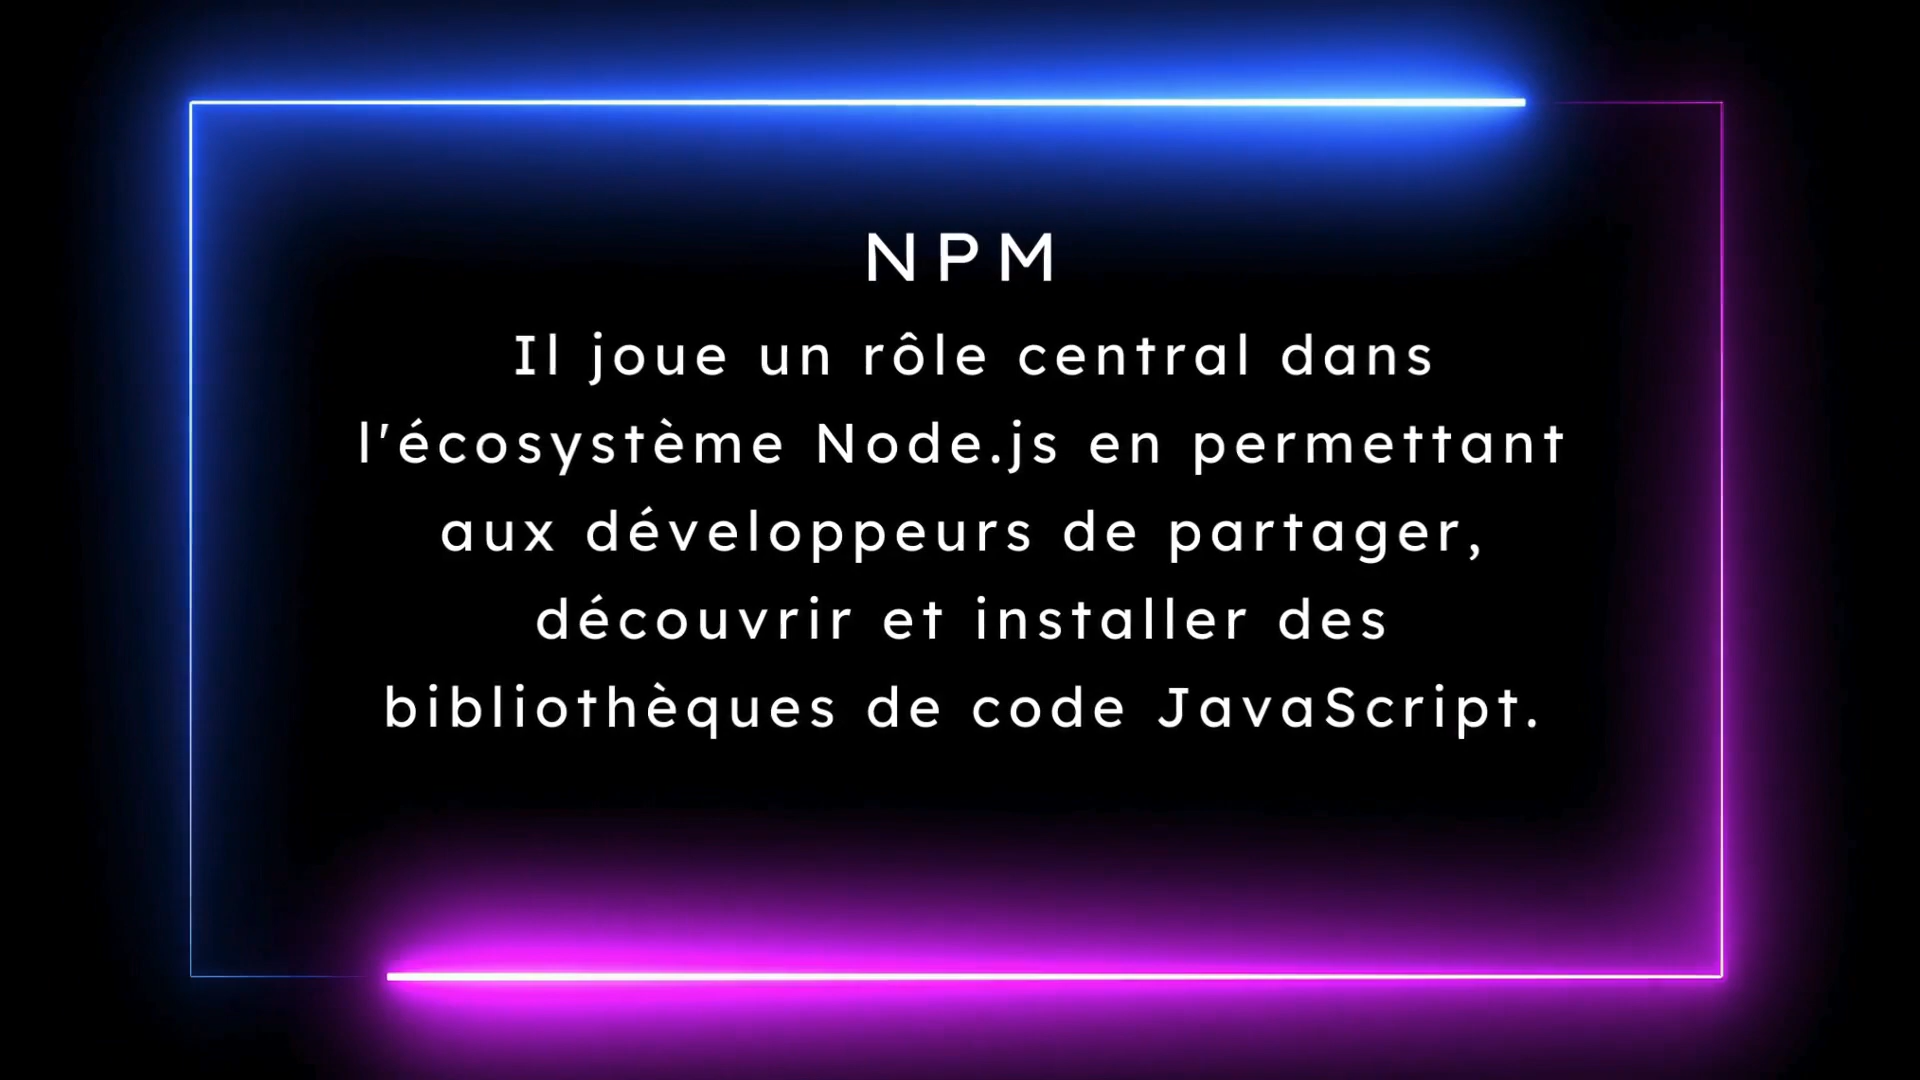 NPM
Il joue un rôle central dans
l'écosystème Node.js en permettant
aux développeurs de partager,
découvrir et installer des
bibliothèques de code JavaScript.